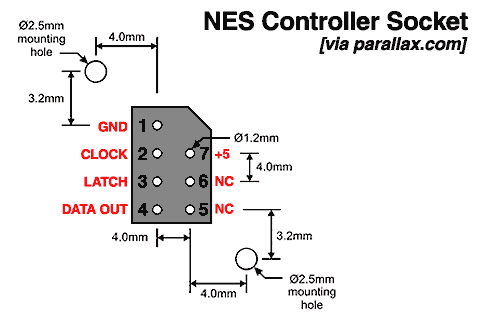 NES Controller Socket
[via parallax.com]
Ø2.5mm
mounting
hole
4.0mm
3.2mm
GND 1
Ø1.2mm
CLOCK 2 7 +5
4.0mm
LATCH 3 6 NC
DATA OUT 4 5 NC
4.0mm
3.2mm
4.0mm
Ø2.5mm
mounting
hole